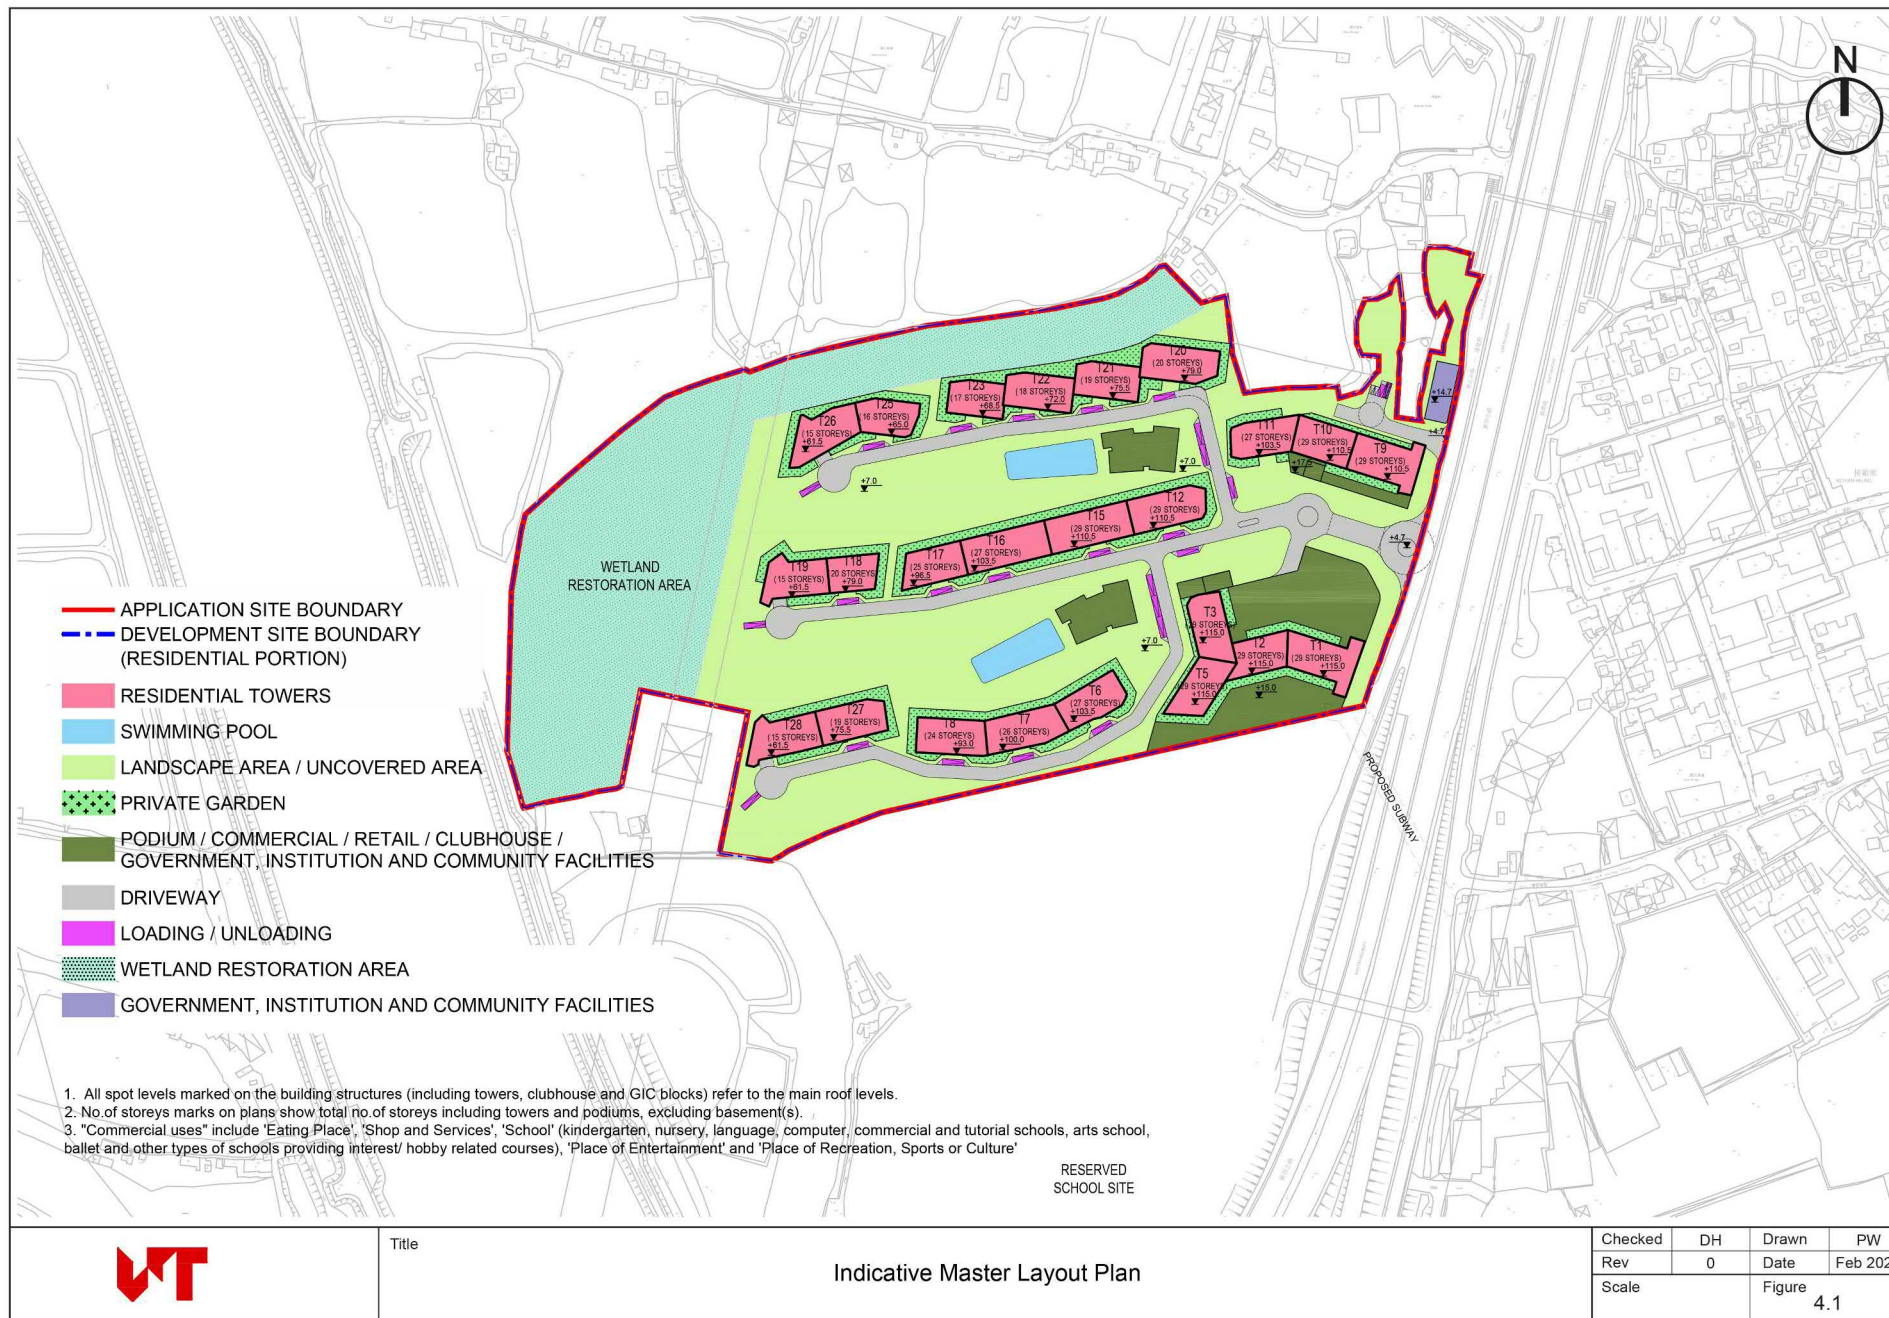 N
T20
(20 STOREYS)
+79.0
T21
(19 STOREYS)
+75.5
T22
(18 STOREYS)
+72.0
T23
(17 STOREYS)
+68.5
T25
(16 STOREYS)
+65.0
T26
(15 STOREYS)
+61.5
+14.7
+4.7
T11
(27 STOREYS)
+103.5
T10
(29 STOREYS)
+110.5
T9
(29 STOREYS)
+110.5
+17.5
+7.0
+7.0
T12
(29 STOREYS)
+110.5
T15
(29 STOREYS)
+110.5
T16
(27 STOREYS)
+103.5
T17
(25 STOREYS)
+96.5
T18
20 STOREYS)
+79.0
T19
(15 STOREYS)
+61.5
+4.7
WETLAND
RESTORATION AREA
T3
STOREYS)
+115.0
T2
(29 STOREYS)
+115.0
T1
(29 STOREYS)
+115.0
T5
(29 STOREYS)
+115.0
+15.0
+7.0
T6
(27 STOREYS)
+103.5
T7
(26 STOREYS)
+100.0
T8
(24 STOREYS)
+93.0
T27
(19 STOREYS)
+75.5
T28
(15 STOREYS)
+61.5
PROPOSED SUBWAY
APPLICATION SITE BOUNDARY
DEVELOPMENT SITE BOUNDARY
(RESIDENTIAL PORTION)
RESIDENTIAL TOWERS
SWIMMING POOL
LANDSCAPE AREA / UNCOVERED AREA
PRIVATE GARDEN
PODIUM / COMMERCIAL / RETAIL / CLUBHOUSE /
GOVERNMENT, INSTITUTION AND COMMUNITY FACILITIES
DRIVEWAY
LOADING / UNLOADING
WETLAND RESTORATION AREA
GOVERNMENT, INSTITUTION AND COMMUNITY FACILITIES
1. All spot levels marked on the building structures (including towers, clubhouse and GIC blocks) refer to the main roof levels.
2. No.of storeys marks on plans show total no.of storeys including towers and podiums, excluding basement(s).
3. "Commercial uses" include 'Eating Place', 'Shop and Services', 'School' (kindergarten, nursery, language, computer, commercial and tutorial schools, arts school,
ballet and other types of schools providing interest/ hobby related courses), 'Place of Entertainment' and 'Place of Recreation, Sports or Culture'
RESERVED
SCHOOL SITE
Title
Indicative Master Layout Plan
Checked DH Drawn PW
Rev 0 Date Feb 202
Scale Figure
4.1